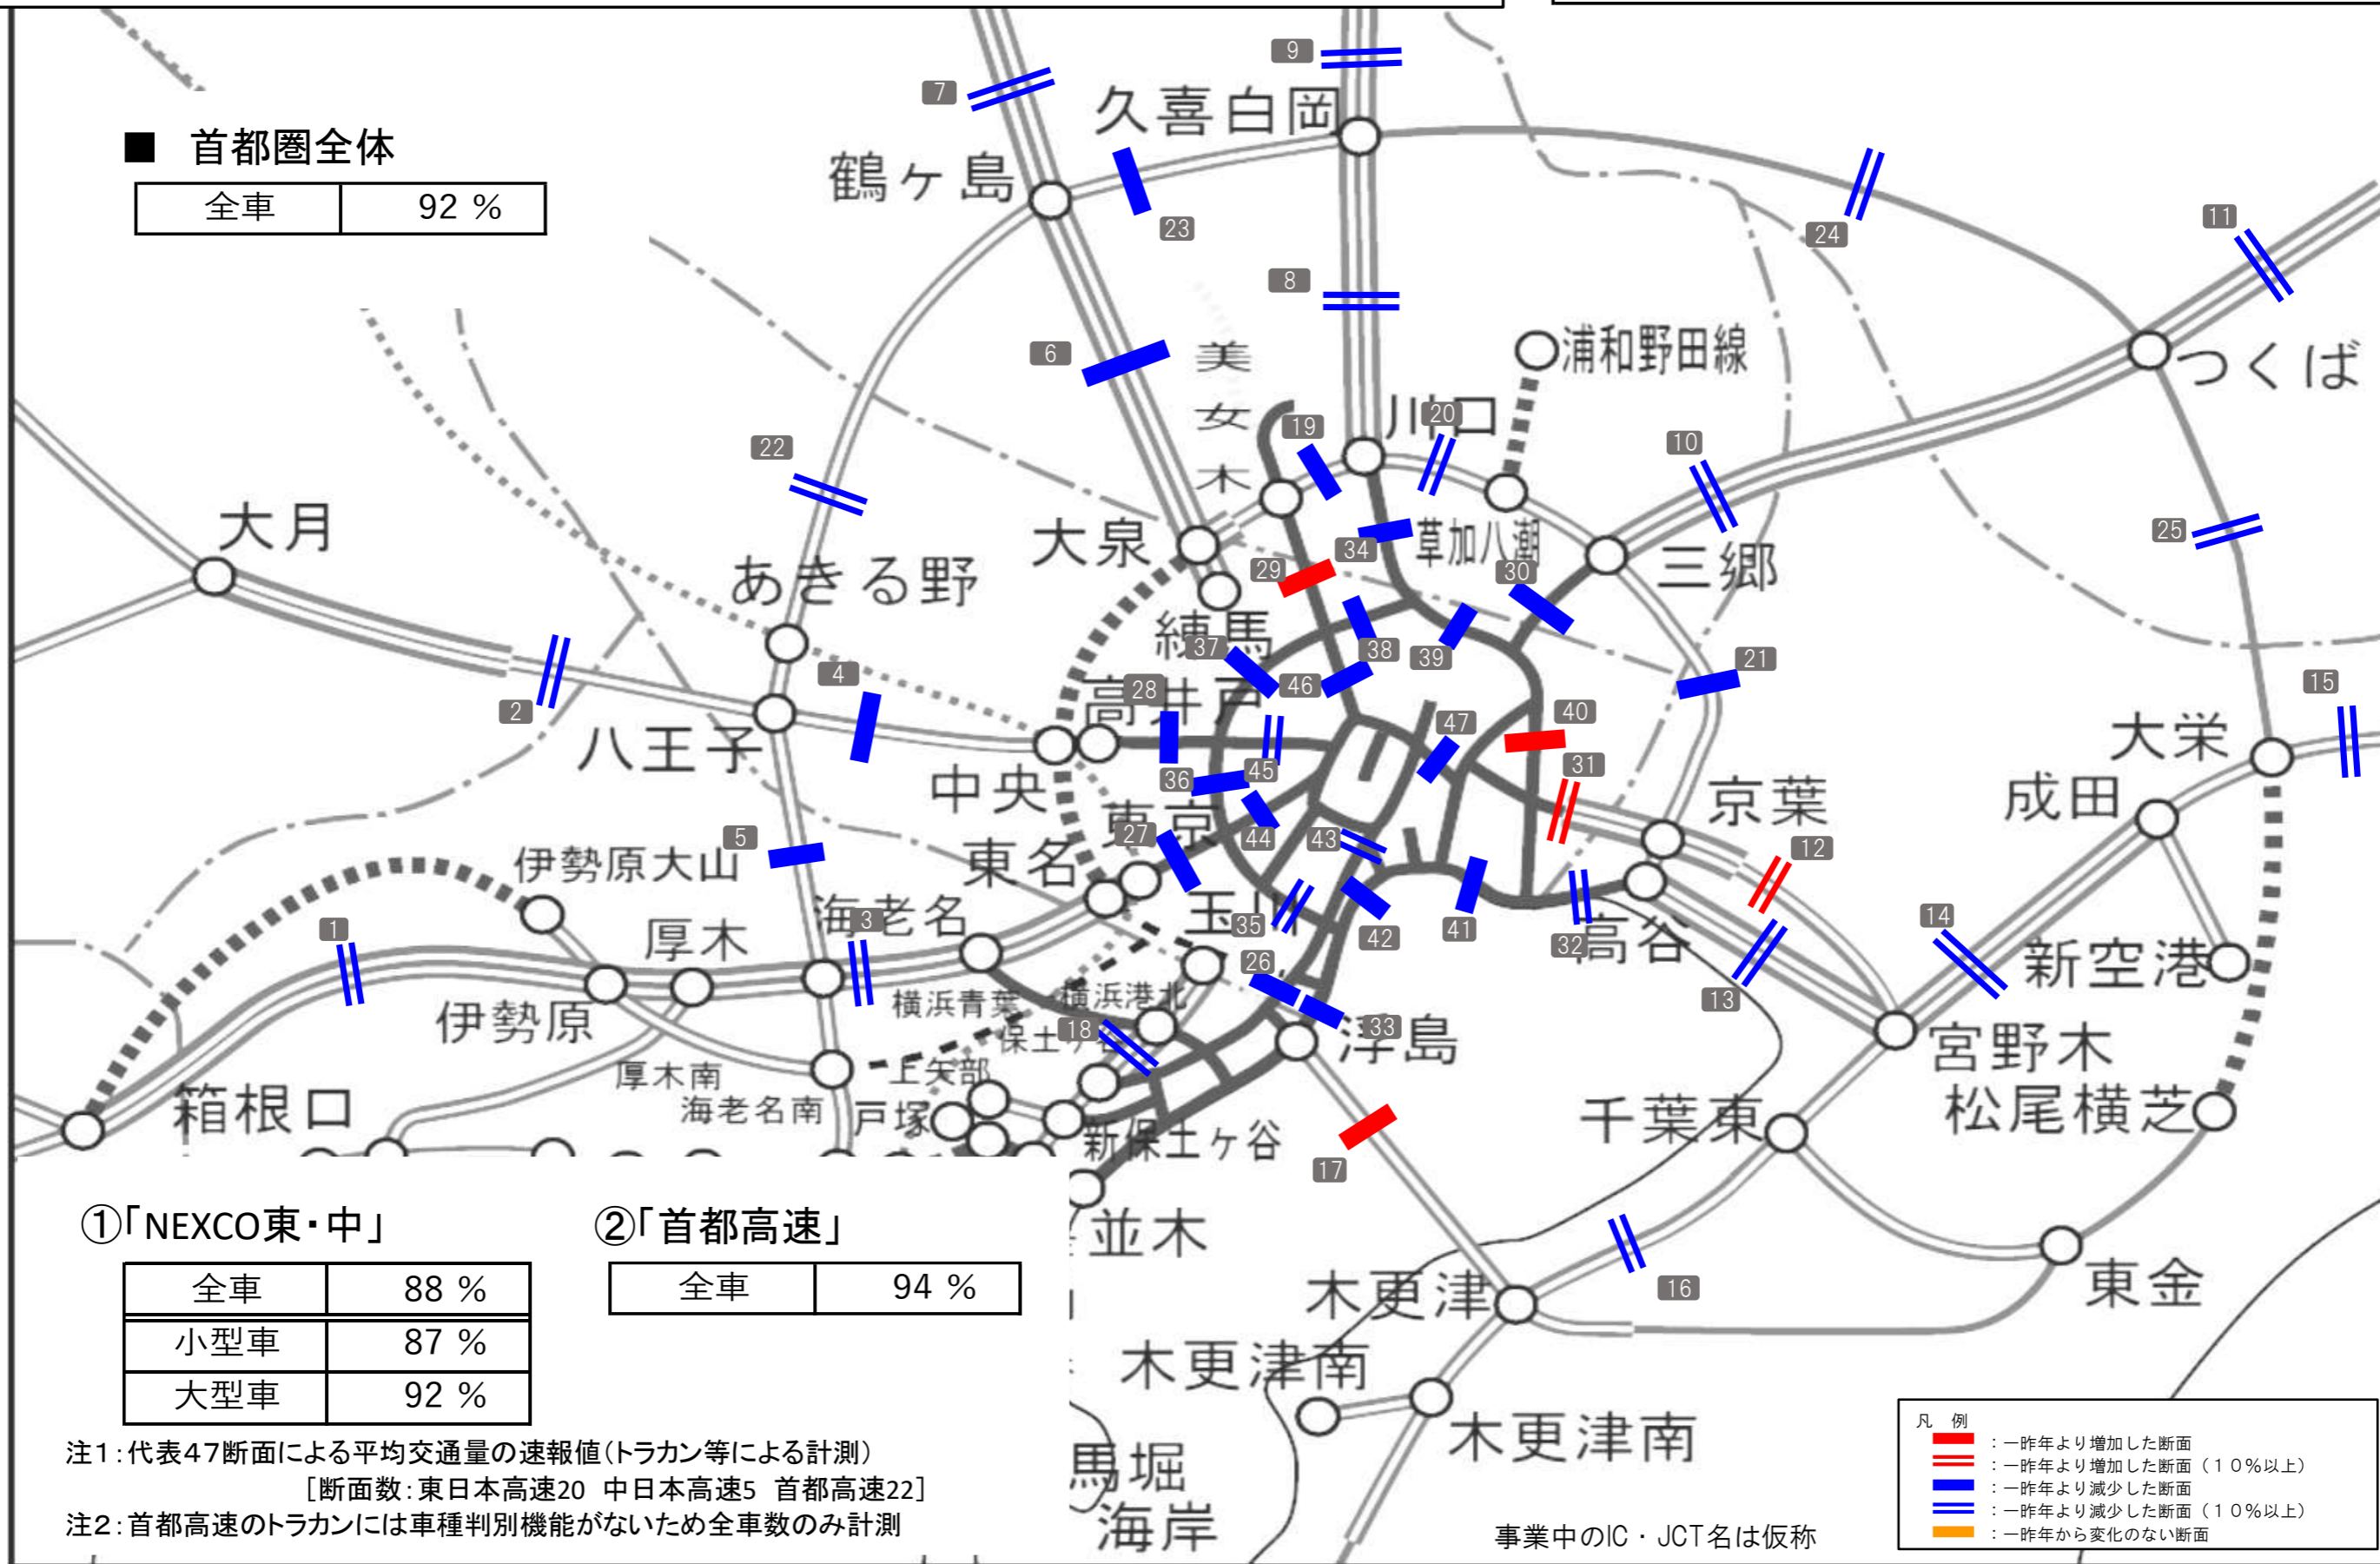 9
7
久喜白岡
■ 首都圏全体
鶴ヶ島
全車 92 %
23
24
11
8
6
美女木
浦和野田線
つくば
川口
20
19
22
10
大月
大泉
34
草加八潮
三郷
25
あきる野
29
30
練馬
37
38
39
21
4
28
高井戸
46
15
2
47
40
八王子
大栄
中央
36
45
31
京葉
成田
5
27
東京
44
43
12
伊勢原大山
東名
海老名
3
玉川
1
厚木
35
42
41
32
高谷
14
新空港
26
横浜青葉
横浜港北
13
伊勢原
18
保土ヶ谷
33
浮島
宮野木
厚木南
上矢部
箱根口
海老名南
戸塚
千葉東
松尾横芝
新保土ヶ谷
17
①「NEXCO東・中」
②「首都高速」
並木
全車 88 %
全車 94 %
木更津
16
東金
小型車 87 %
大型車 92 %
木更津南
木更津南
注1:代表47断面による平均交通量の速報値(トラカン等による計測)
[断面数:東日本高速20 中日本高速5 首都高速22]
注2:首都高速のトラカンには車種判別機能がないため全車数のみ計測
馬堀
海岸
事業中のIC・JCT名は仮称
凡 例
:一昨年より増加した断面
:一昨年より増加した断面(10%以上)
:一昨年より減少した断面
:一昨年より減少した断面(10%以上)
:一昨年から変化のない断面